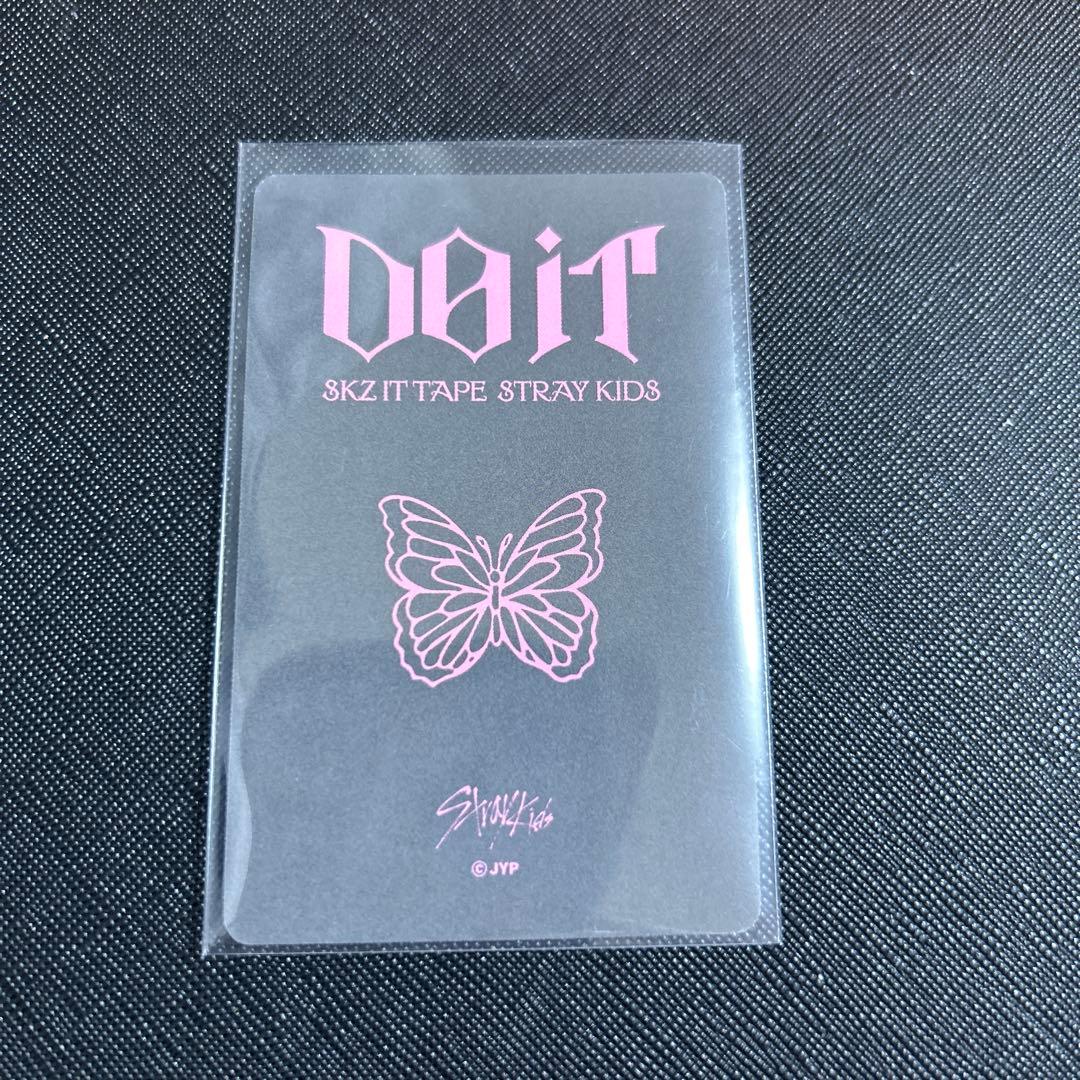 DO iT
SKZ IT TAPE STRAY KIDS
Stray Kids
© JYP